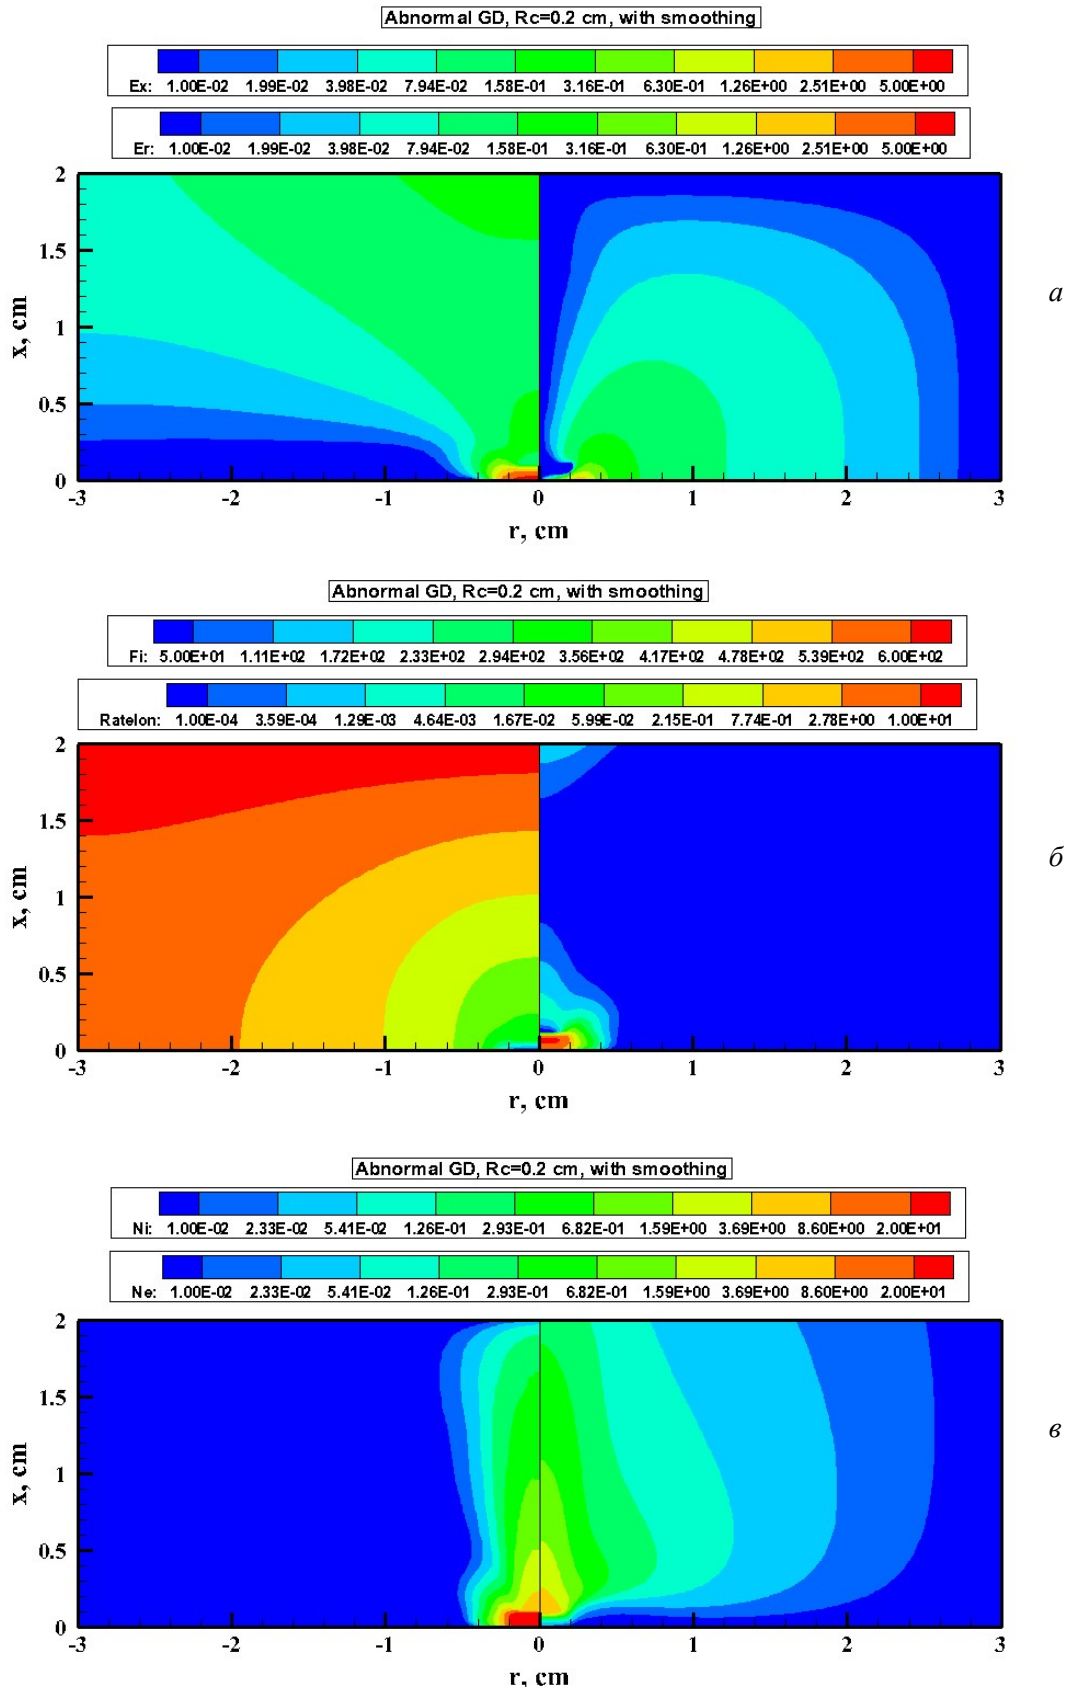 Abnormal GD, Rc=0.2 cm, with smoothing
Ex: 1.00E-02 1.99E-02 3.98E-02 7.94E-02 1.58E-01 3.16E-01 6.30E-01 1.26E+00 2.51E+00 5.00E+00
Er: 1.00E-02 1.99E-02 3.98E-02 7.94E-02 1.58E-01 3.16E-01 6.30E-01 1.26E+00 2.51E+00 5.00E+00
2
1.5
1
0.5
0
x, cm
а
-3 -2 -1 0 1 2 3
r, cm
Abnormal GD, Rc=0.2 cm, with smoothing
Fi: 5.00E+01 1.11E+02 1.72E+02 2.33E+02 2.94E+02 3.56E+02 4.17E+02 4.78E+02 5.39E+02 6.00E+02
RateIon: 1.00E-04 3.59E-04 1.29E-03 4.64E-03 1.67E-02 5.99E-02 2.15E-01 7.74E-01 2.78E+00 1.00E+01
2
1.5
1
0.5
0
x, cm
б
-3 -2 -1 0 1 2 3
r, cm
Abnormal GD, Rc=0.2 cm, with smoothing
Ni: 1.00E-02 2.33E-02 5.41E-02 1.26E-01 2.93E-01 6.82E-01 1.59E+00 3.69E+00 8.60E+00 2.00E+01
Ne: 1.00E-02 2.33E-02 5.41E-02 1.26E-01 2.93E-01 6.82E-01 1.59E+00 3.69E+00 8.60E+00 2.00E+01
2
1.5
1
0.5
0
x, cm
в
-3 -2 -1 0 1 2 3
r, cm